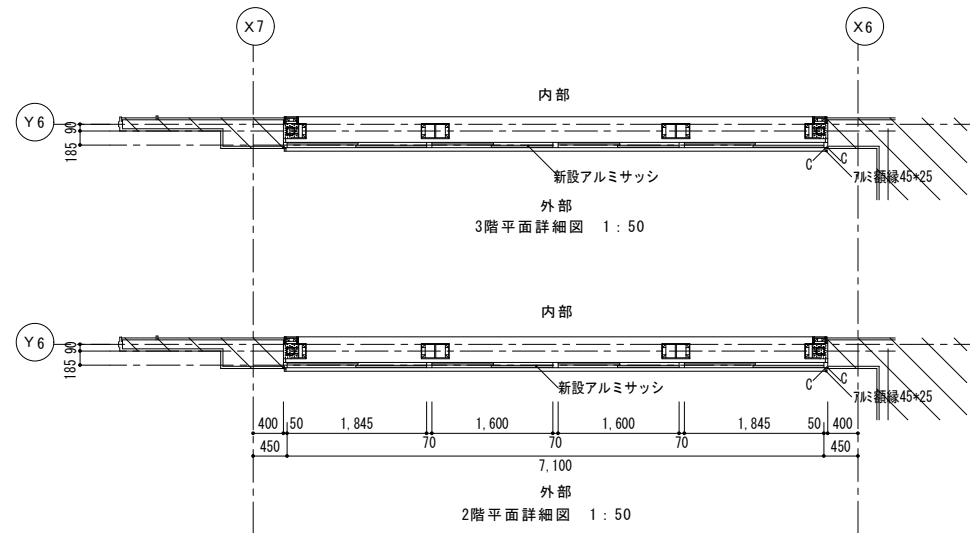 X7
X6
内部
Y6
90
185
C
C
新設アルミサッシ
アルミ額縁45*25
外部
3階平面詳細図 1:50
内部
Y6
90
185
C
C
新設アルミサッシ
アルミ額縁45*25
400 50 1,845 1,600 1,600 1,845 50 400
70 70 70
450 7,100 450
外部
2階平面詳細図 1:50